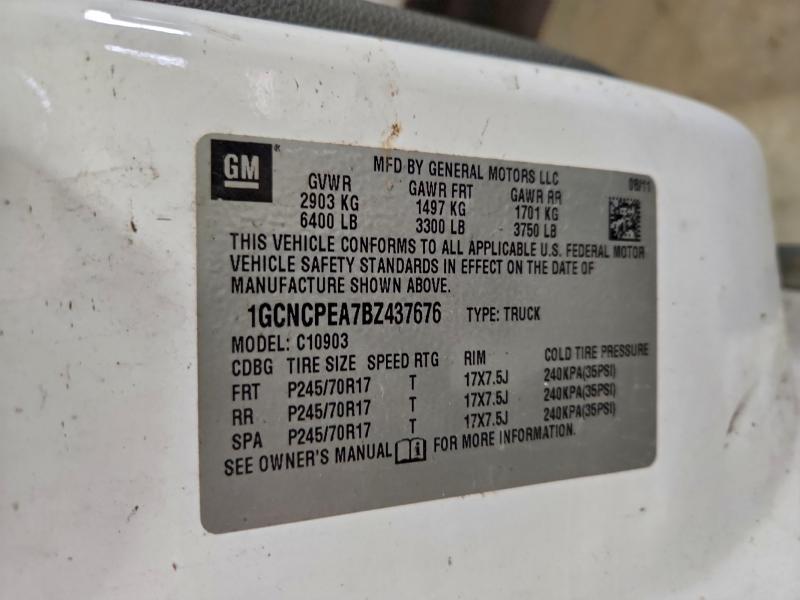 GM
MFD BY GENERAL MOTORS LLC
GVWR GAWR FRT GAWR RR
2903 KG 1497 KG 1701 KG
6400 LB 3300 LB 3750 LB
THIS VEHICLE CONFORMS TO ALL APPLICABLE U.S. FEDERAL MOTOR
VEHICLE SAFETY STANDARDS IN EFFECT ON THE DATE OF
MANUFACTURE SHOWN ABOVE.
1GCNCPEA7BZ437676 TYPE: TRUCK
MODEL: C10903
CDBG TIRE SIZE SPEED RTG RIM COLD TIRE PRESSURE
FRT P245/70R17 T 17X7.5J 240KPA(35PSI)
RR P245/70R17 T 17X7.5J 240KPA(35PSI)
SPA P245/70R17 T 17X7.5J 240KPA(35PSI)
SEE OWNER'S MANUAL FOR MORE INFORMATION.